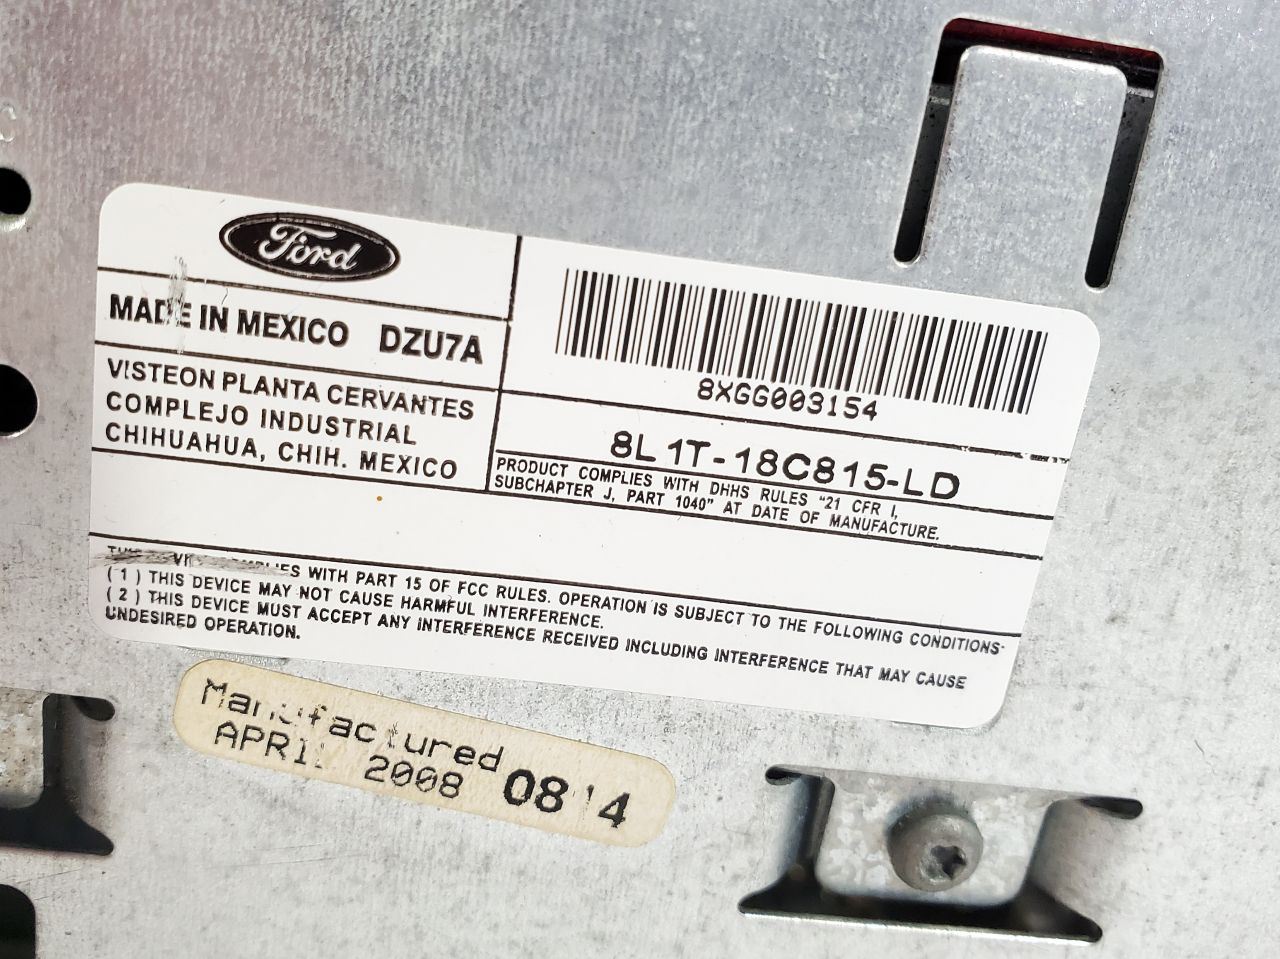 Ford
MADE IN MEXICO DZU7A
VISTEON PLANTA CERVANTES
COMPLEJO INDUSTRIAL
CHIHUAHUA, CHIH. MEXICO
8XGG003154
8L1T-18C815-LD
PRODUCT COMPLIES WITH DHHS RULES "21 CFR I,
SUBCHAPTER J, PART 1040" AT DATE OF MANUFACTURE.
WITH PART 15 OF FCC RULES. OPERATION IS SUBJECT TO THE FOLLOWING CONDITIONS-
(1) THIS DEVICE MAY NOT CAUSE HARMFUL INTERFERENCE.
(2) THIS DEVICE MUST ACCEPT ANY INTERFERENCE RECEIVED INCLUDING INTERFERENCE THAT MAY CAUSE
UNDESIRED OPERATION.
Manufactured
APRIL 2008 08'4